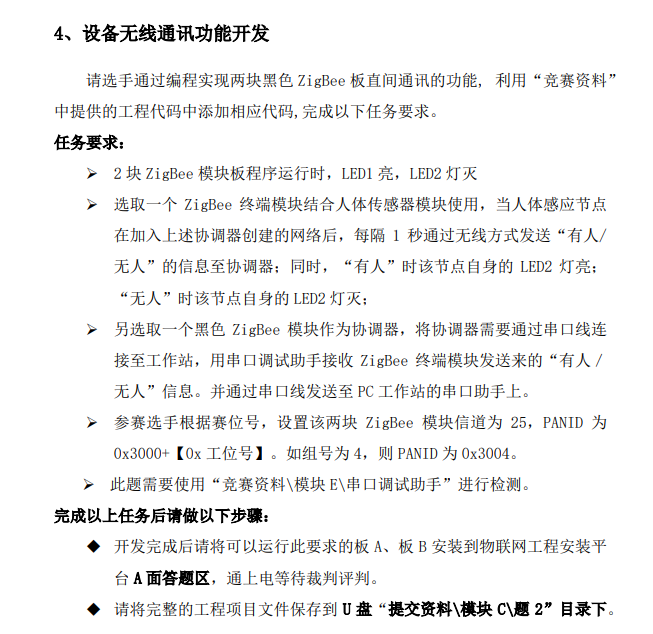 4、设备无线通讯功能开发
请选手通过编程实现两块黑色 ZigBee 板直间通讯的功能, 利用“竞赛资料”
中提供的工程代码中添加相应代码,完成以下任务要求。
任务要求:
➢ 2 块 ZigBee 模块板程序运行时，LED1 亮，LED2 灯灭
➢ 选取一个 ZigBee 终端模块结合人体传感器模块使用，当人体感应节点
在加入上述协调器创建的网络后，每隔 1 秒通过无线方式发送“有人/
无人”的信息至协调器；同时，“有人”时该节点自身的 LED2 灯亮；
“无人”时该节点自身的 LED2 灯灭；
➢ 另选取一个黑色 ZigBee 模块作为协调器，将协调器需要通过串口线连
接至工作站，用串口调试助手接收 ZigBee 终端模块发送来的“有人 /
无人”信息。并通过串口线发送至 PC 工作站的串口助手上。
➢ 参赛选手根据赛位号，设置该两块 ZigBee 模块信道为 25，PANID 为
0x3000+【0x 工位号】。如组号为 4，则 PANID 为 0x3004。
➢ 此题需要使用“竞赛资料\模块 E\串口调试助手”进行检测。
完成以上任务后请做以下步骤:
◆ 开发完成后请将可以运行此要求的板 A、板 B 安装到物联网工程安装平
台 A 面答题区，通上电等待裁判评判。
◆ 请将完整的工程项目文件保存到 U 盘“提交资料\模块 C\题 2”目录下。